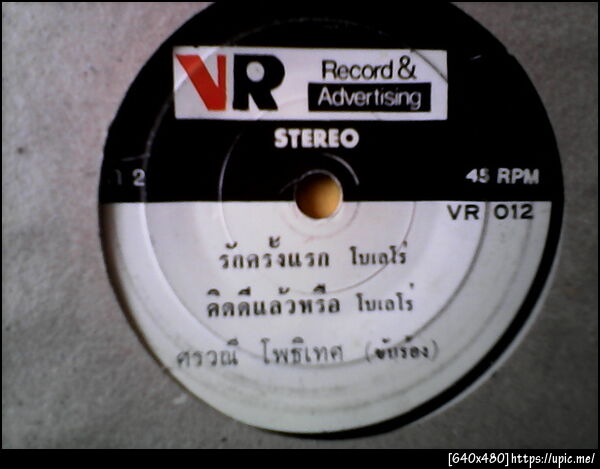 VR Record &
Advertising
STEREO
2 45 RPM
VR 012
รักครั้งแรก โบเลโร่
คิดดีแล้วหรือ โบเลโร่
ศรวณี โพธิเทศ (ขับร้อง)
[640x480]https://upic.me/